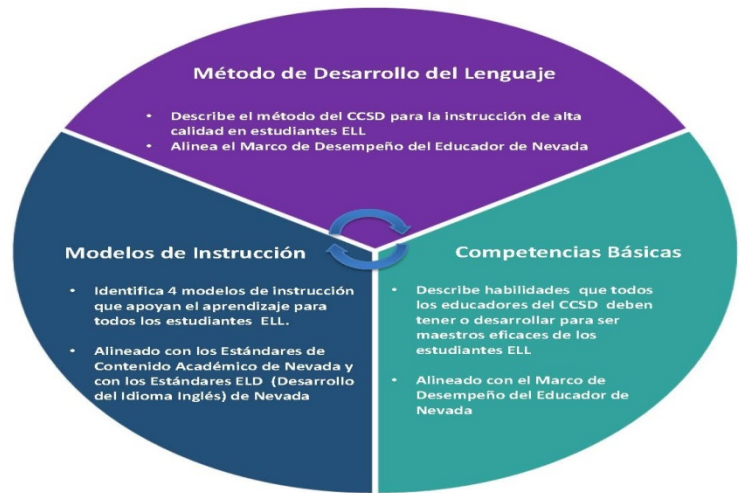 Método de Desarrollo del Lenguaje
• Describe el método del CCSD para la instrucción de alta
calidad en estudiantes ELL
• Alinea el Marco de Desempeño del Educador de Nevada
Modelos de Instrucción
• Identifica 4 modelos de instrucción
que apoyan el aprendizaje para
todos los estudiantes ELL.
• Alineado con los Estándares de
Contenido Académico de Nevada y
con los Estándares ELD (Desarrollo
del Idioma Inglés) de Nevada
Competencias Básicas
• Describe habilidades que todos
los educadores del CCSD deben
tener o desarrollar para ser
maestros eficaces de los
estudiantes ELL
• Alineado con el Marco de
Desempeño del Educador de
Nevada